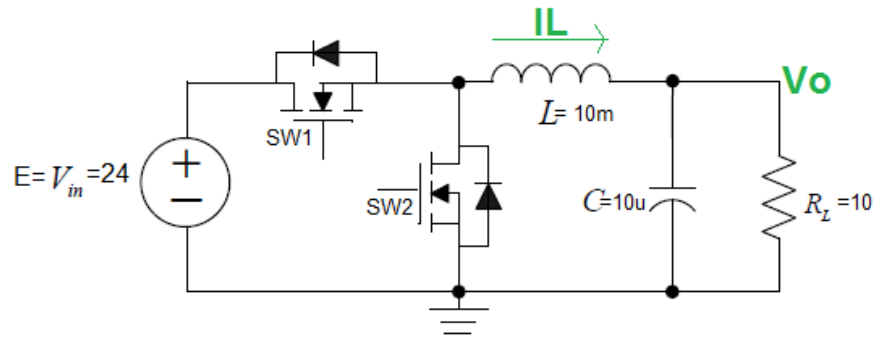 IL
Vo
L= 10m
SW1
E= Vin =24
SW2
C=10u
RL =10